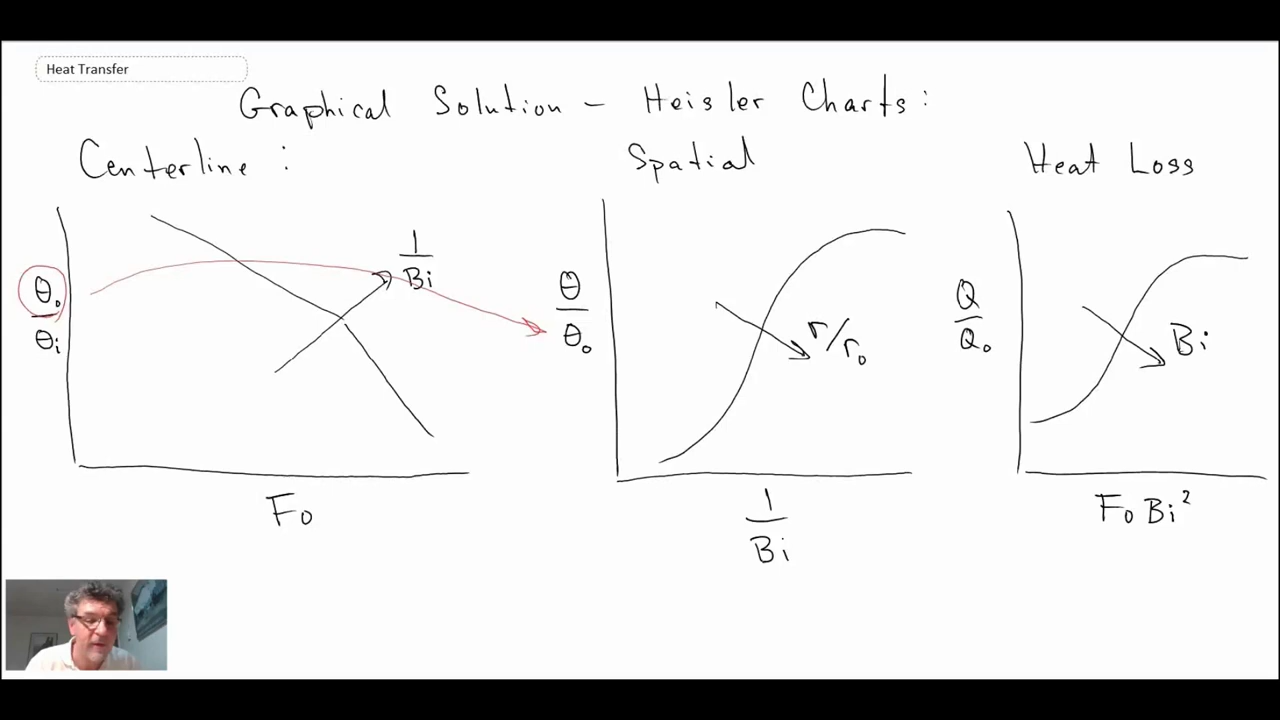 Heat Transfer
Graphical Solution – Heisler Charts:
Centerline:
θ₀
θi
1
Bi
Fo
Spatial
θ
θ₀
r/r₀
1
Bi
Heat Loss
Q
Q₀
Bi
Fo Bi²